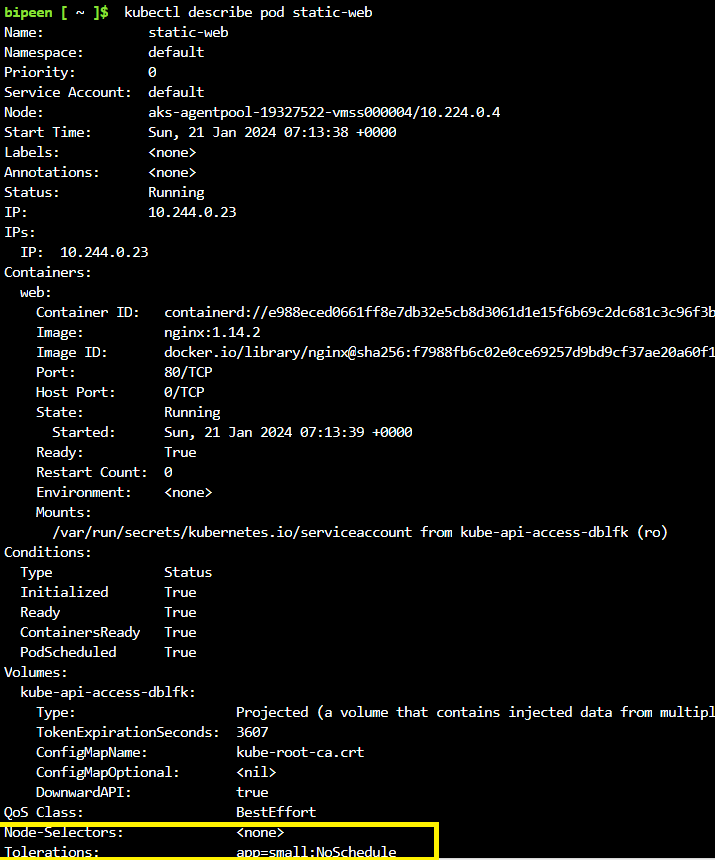 bipeen [ ~ ]$ kubectl describe pod static-web
Name: static-web
Namespace: default
Priority: 0
Service Account: default
Node: aks-agentpool-19327522-vmss000004/10.224.0.4
Start Time: Sun, 21 Jan 2024 07:13:38 +0000
Labels: <none>
Annotations: <none>
Status: Running
IP: 10.244.0.23
IPs:
IP: 10.244.0.23
Containers:
web:
Container ID: containerd://e988eced0661ff8e7db32e5cb8d3061d1e15f6b69c2dc681c3c96f3b
Image: nginx:1.14.2
Image ID: docker.io/library/nginx@sha256:f7988fb6c02e0ce69257d9bd9cf37ae20a60f1
Port: 80/TCP
Host Port: 0/TCP
State: Running
Started: Sun, 21 Jan 2024 07:13:39 +0000
Ready: True
Restart Count: 0
Environment: <none>
Mounts:
/var/run/secrets/kubernetes.io/serviceaccount from kube-api-access-dblfk (ro)
Conditions:
Type Status
Initialized True
Ready True
ContainersReady True
PodScheduled True
Volumes:
kube-api-access-dblfk:
Type: Projected (a volume that contains injected data from multipl
TokenExpirationSeconds: 3607
ConfigMapName: kube-root-ca.crt
ConfigMapOptional: <nil>
DownwardAPI: true
QoS Class: BestEffort
Node-Selectors: <none>
Tolerations: app=small:NoSchedule